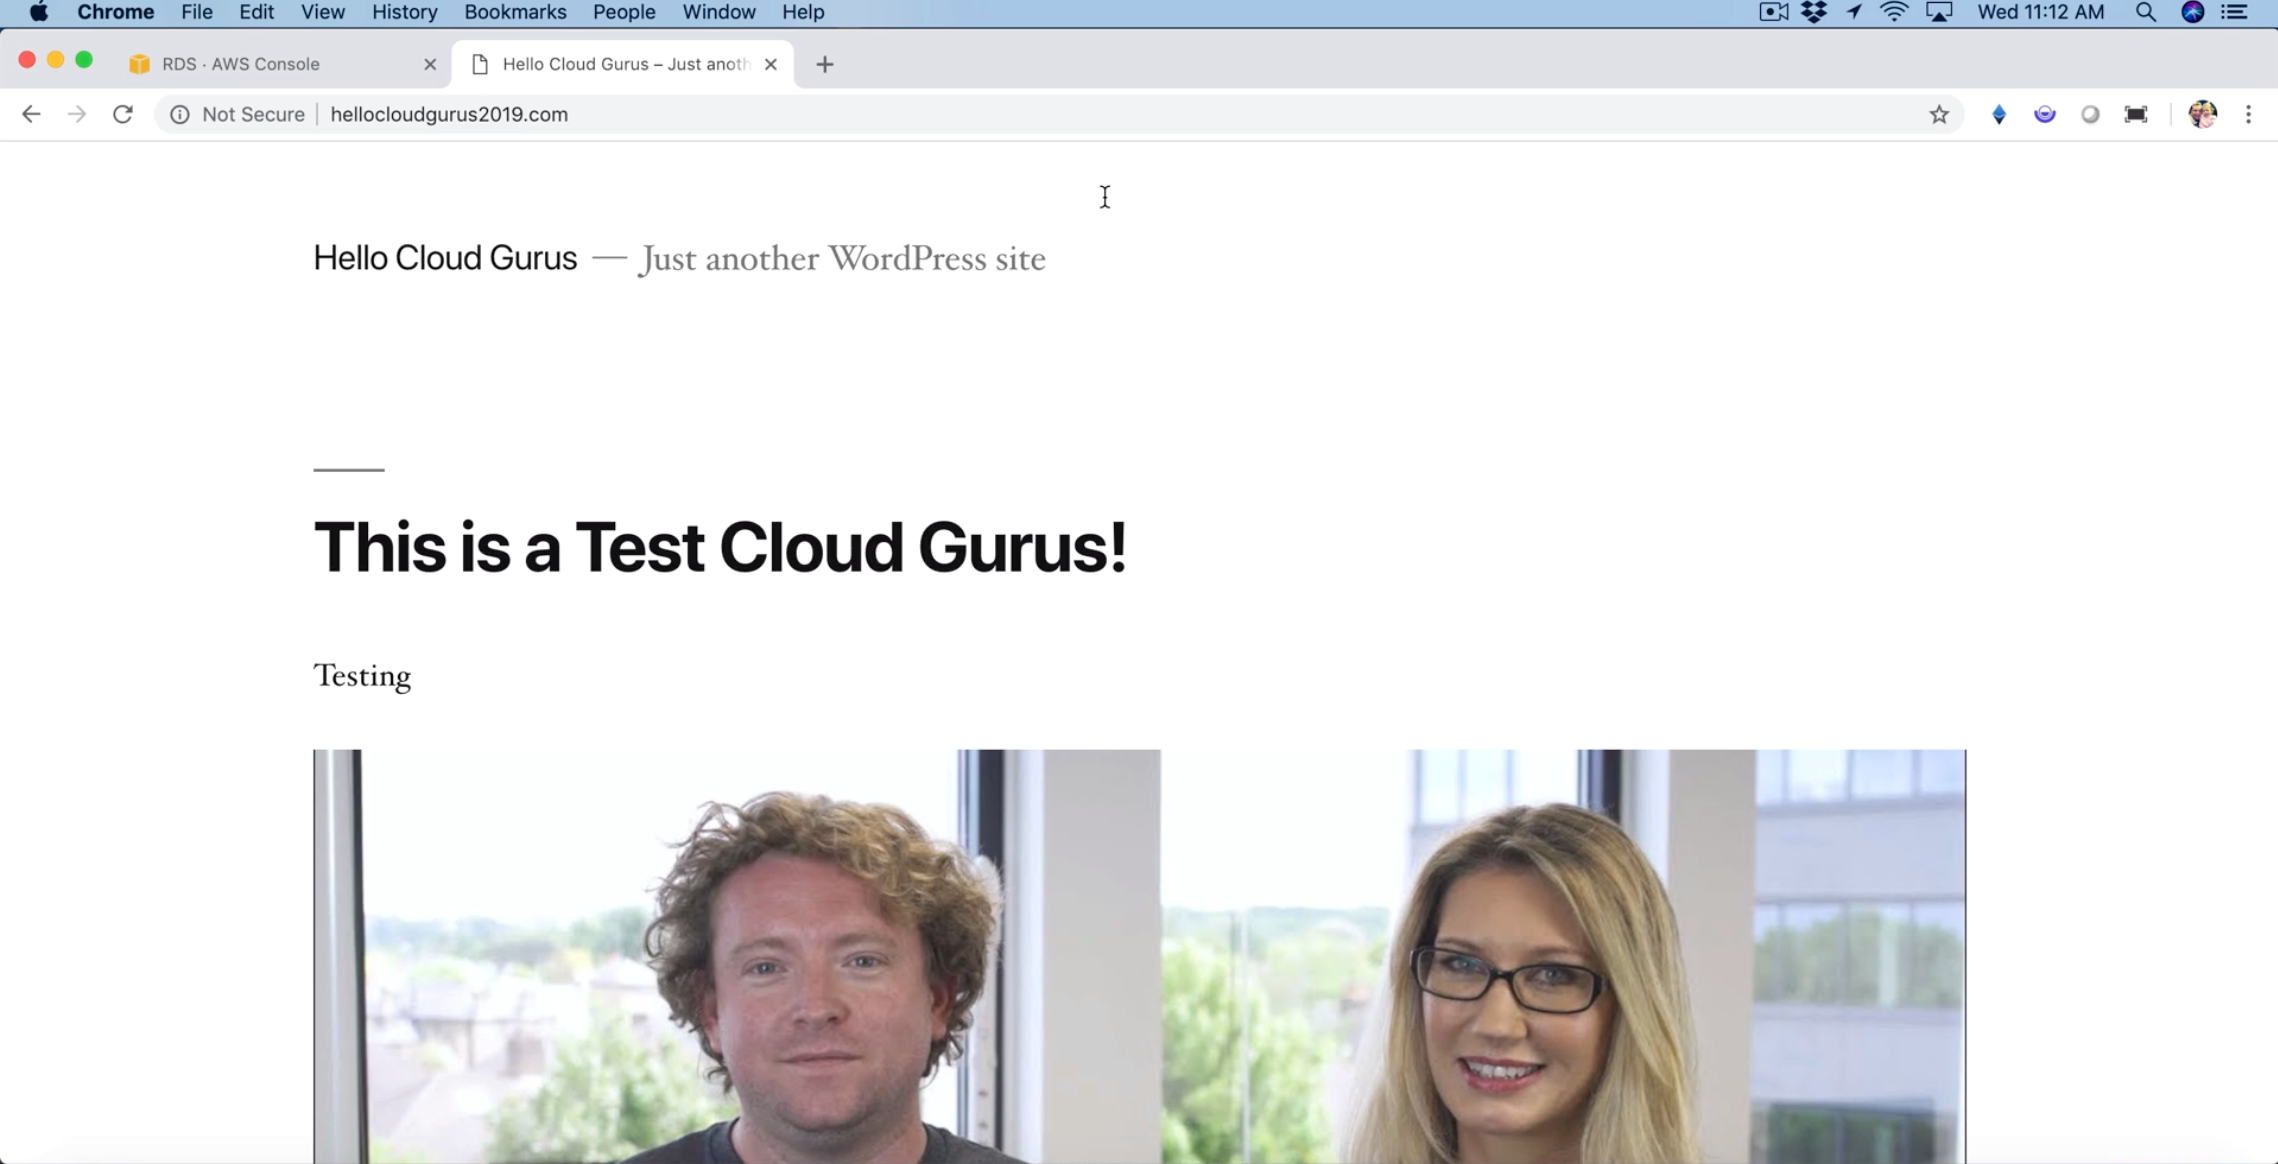 Chrome File Edit View History Bookmarks People Window Help Wed 11:12 AM
RDS · AWS Console Hello Cloud Gurus – Just anoth
Not Secure hellocloudgurus2019.com
Hello Cloud Gurus — Just another WordPress site
This is a Test Cloud Gurus!
Testing